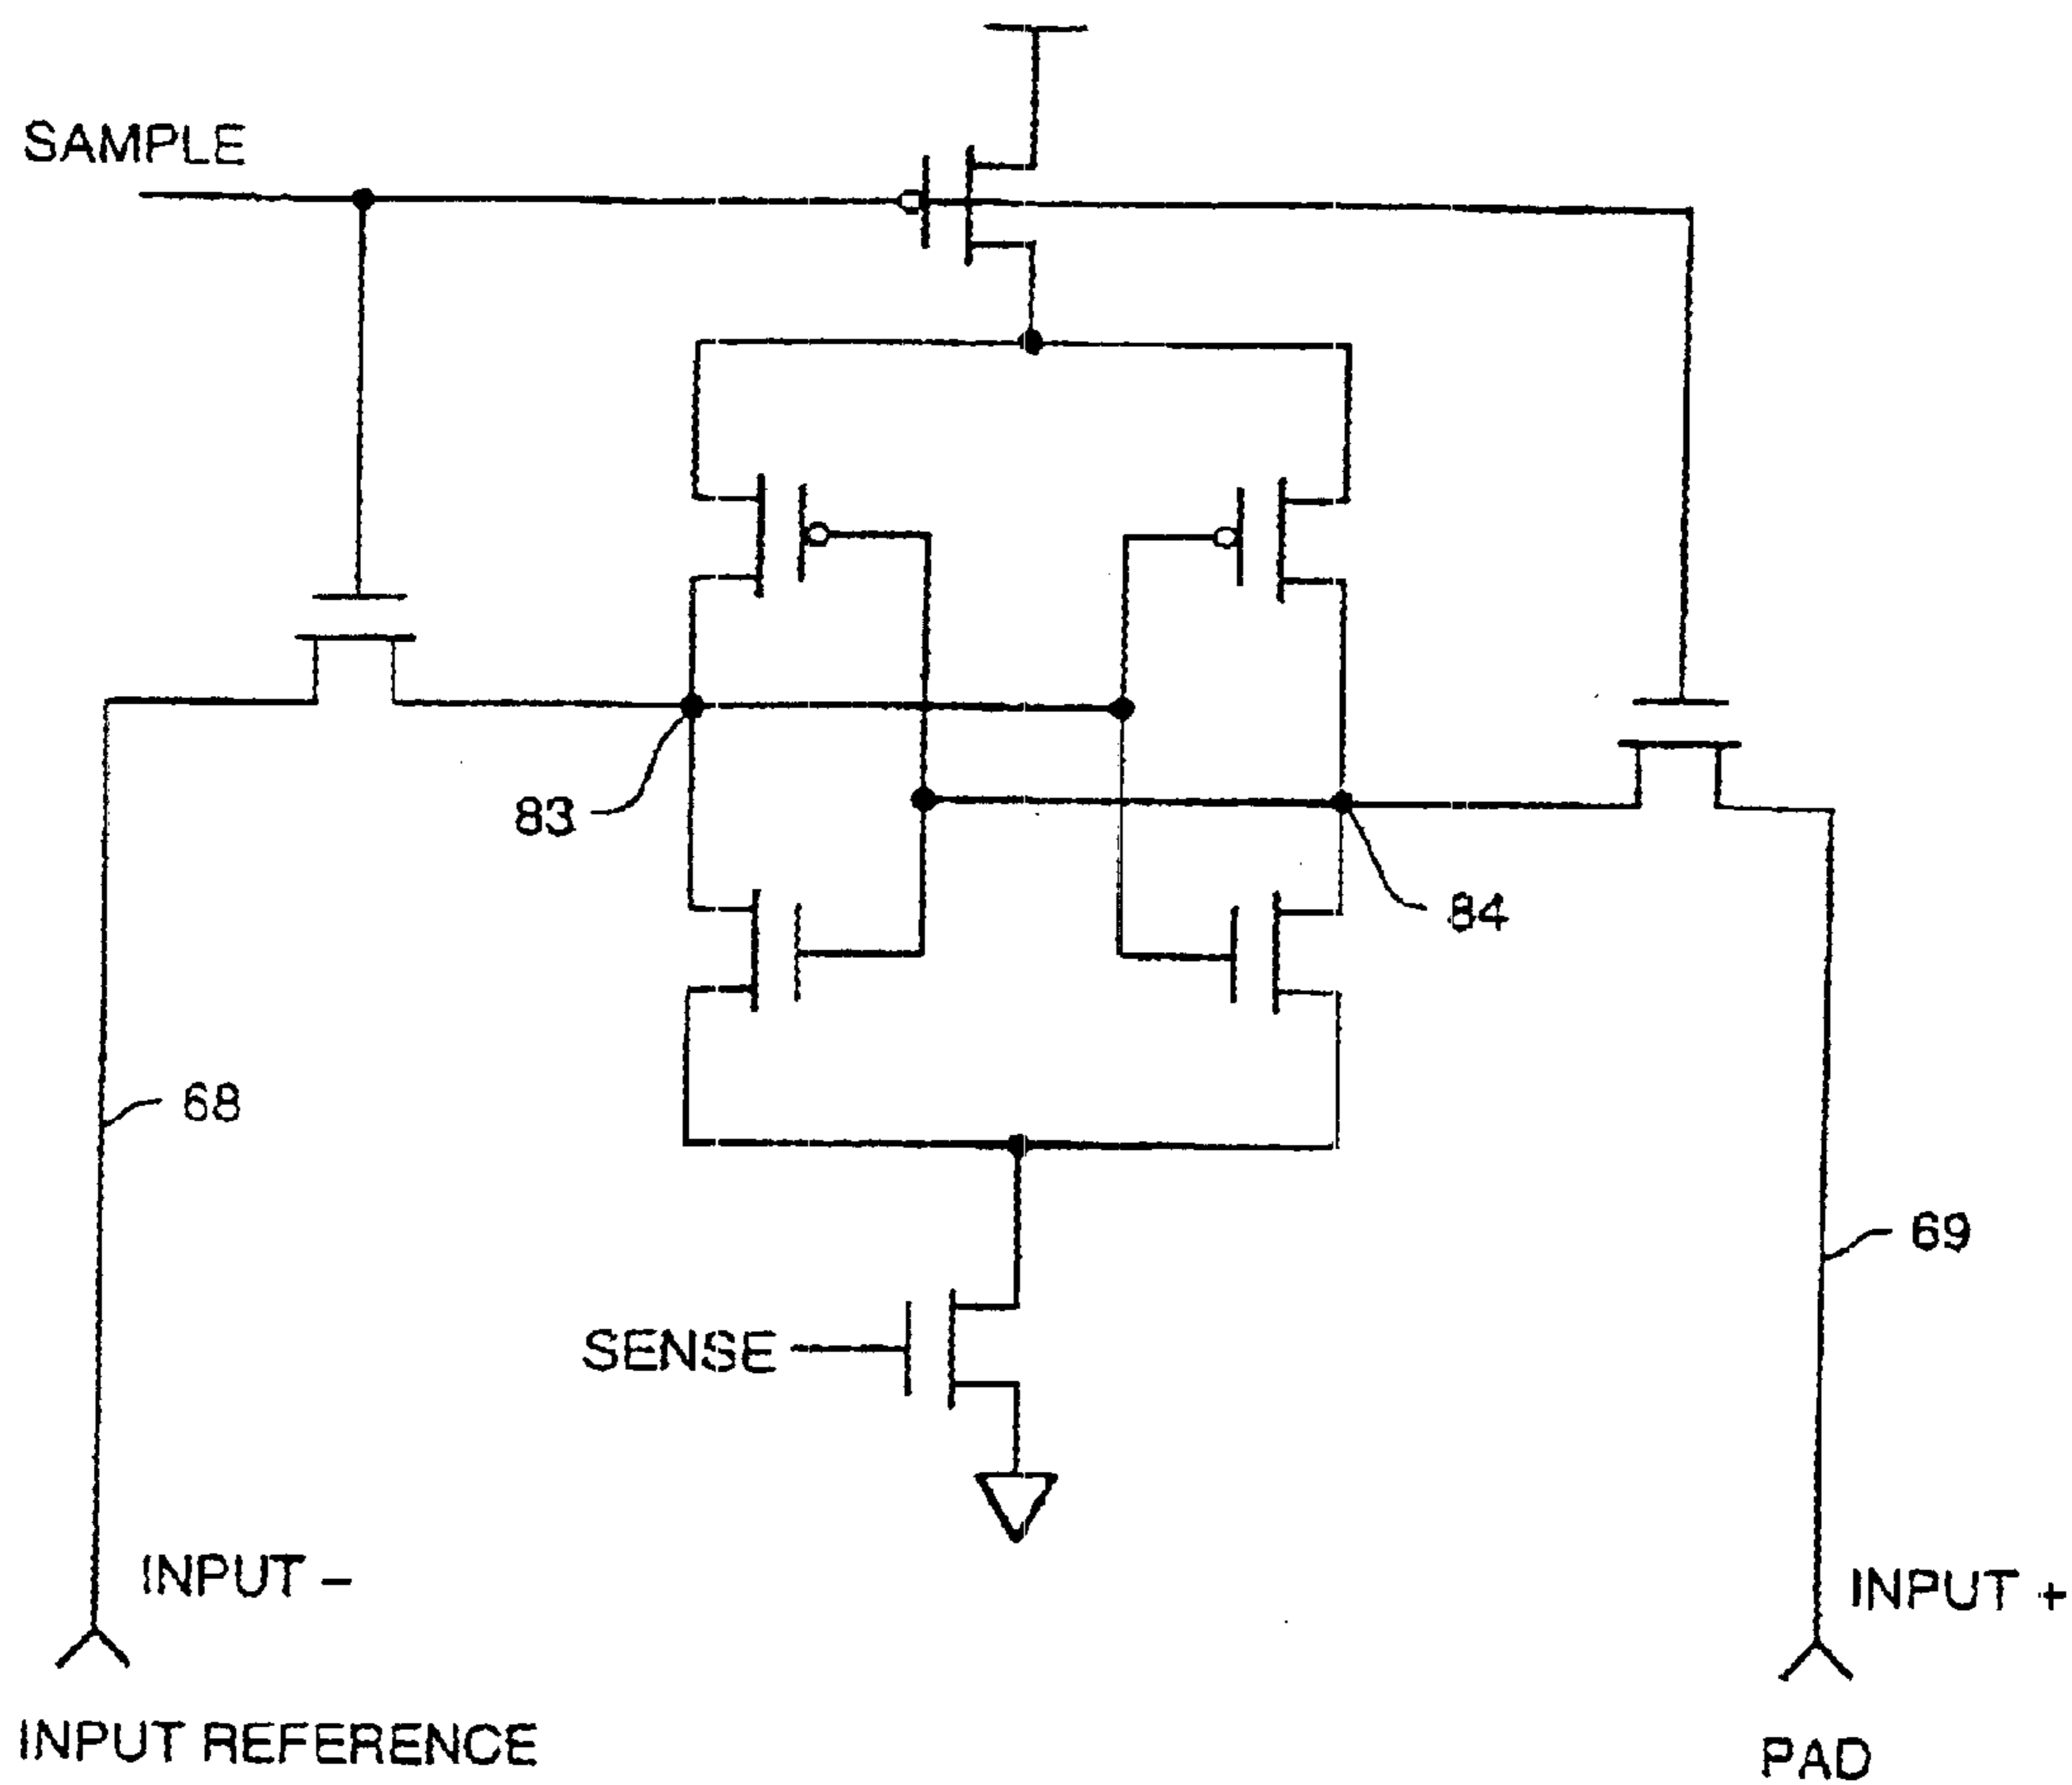 SAMPLE
83
84
68
69
SENSE
INPUT –
INPUT +
INPUT REFERENCE
PAD